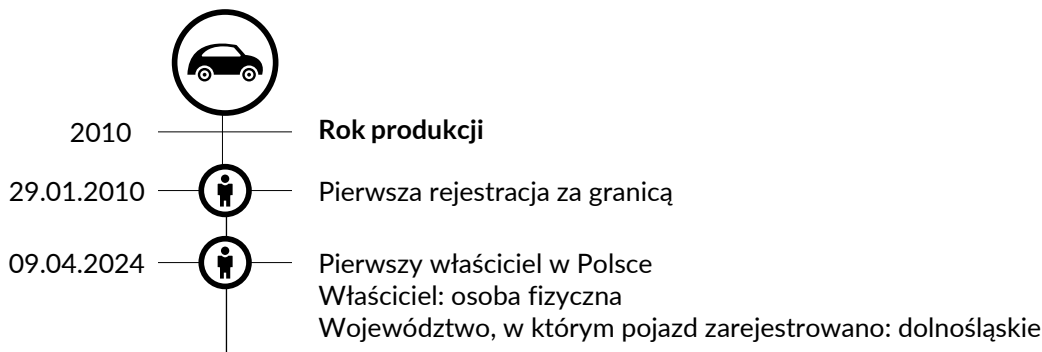 2010
Rok produkcji
29.01.2010
Pierwsza rejestracja za granicą
09.04.2024
Pierwszy właściciel w Polsce
Właściciel: osoba fizyczna
Województwo, w którym pojazd zarejestrowano: dolnośląskie